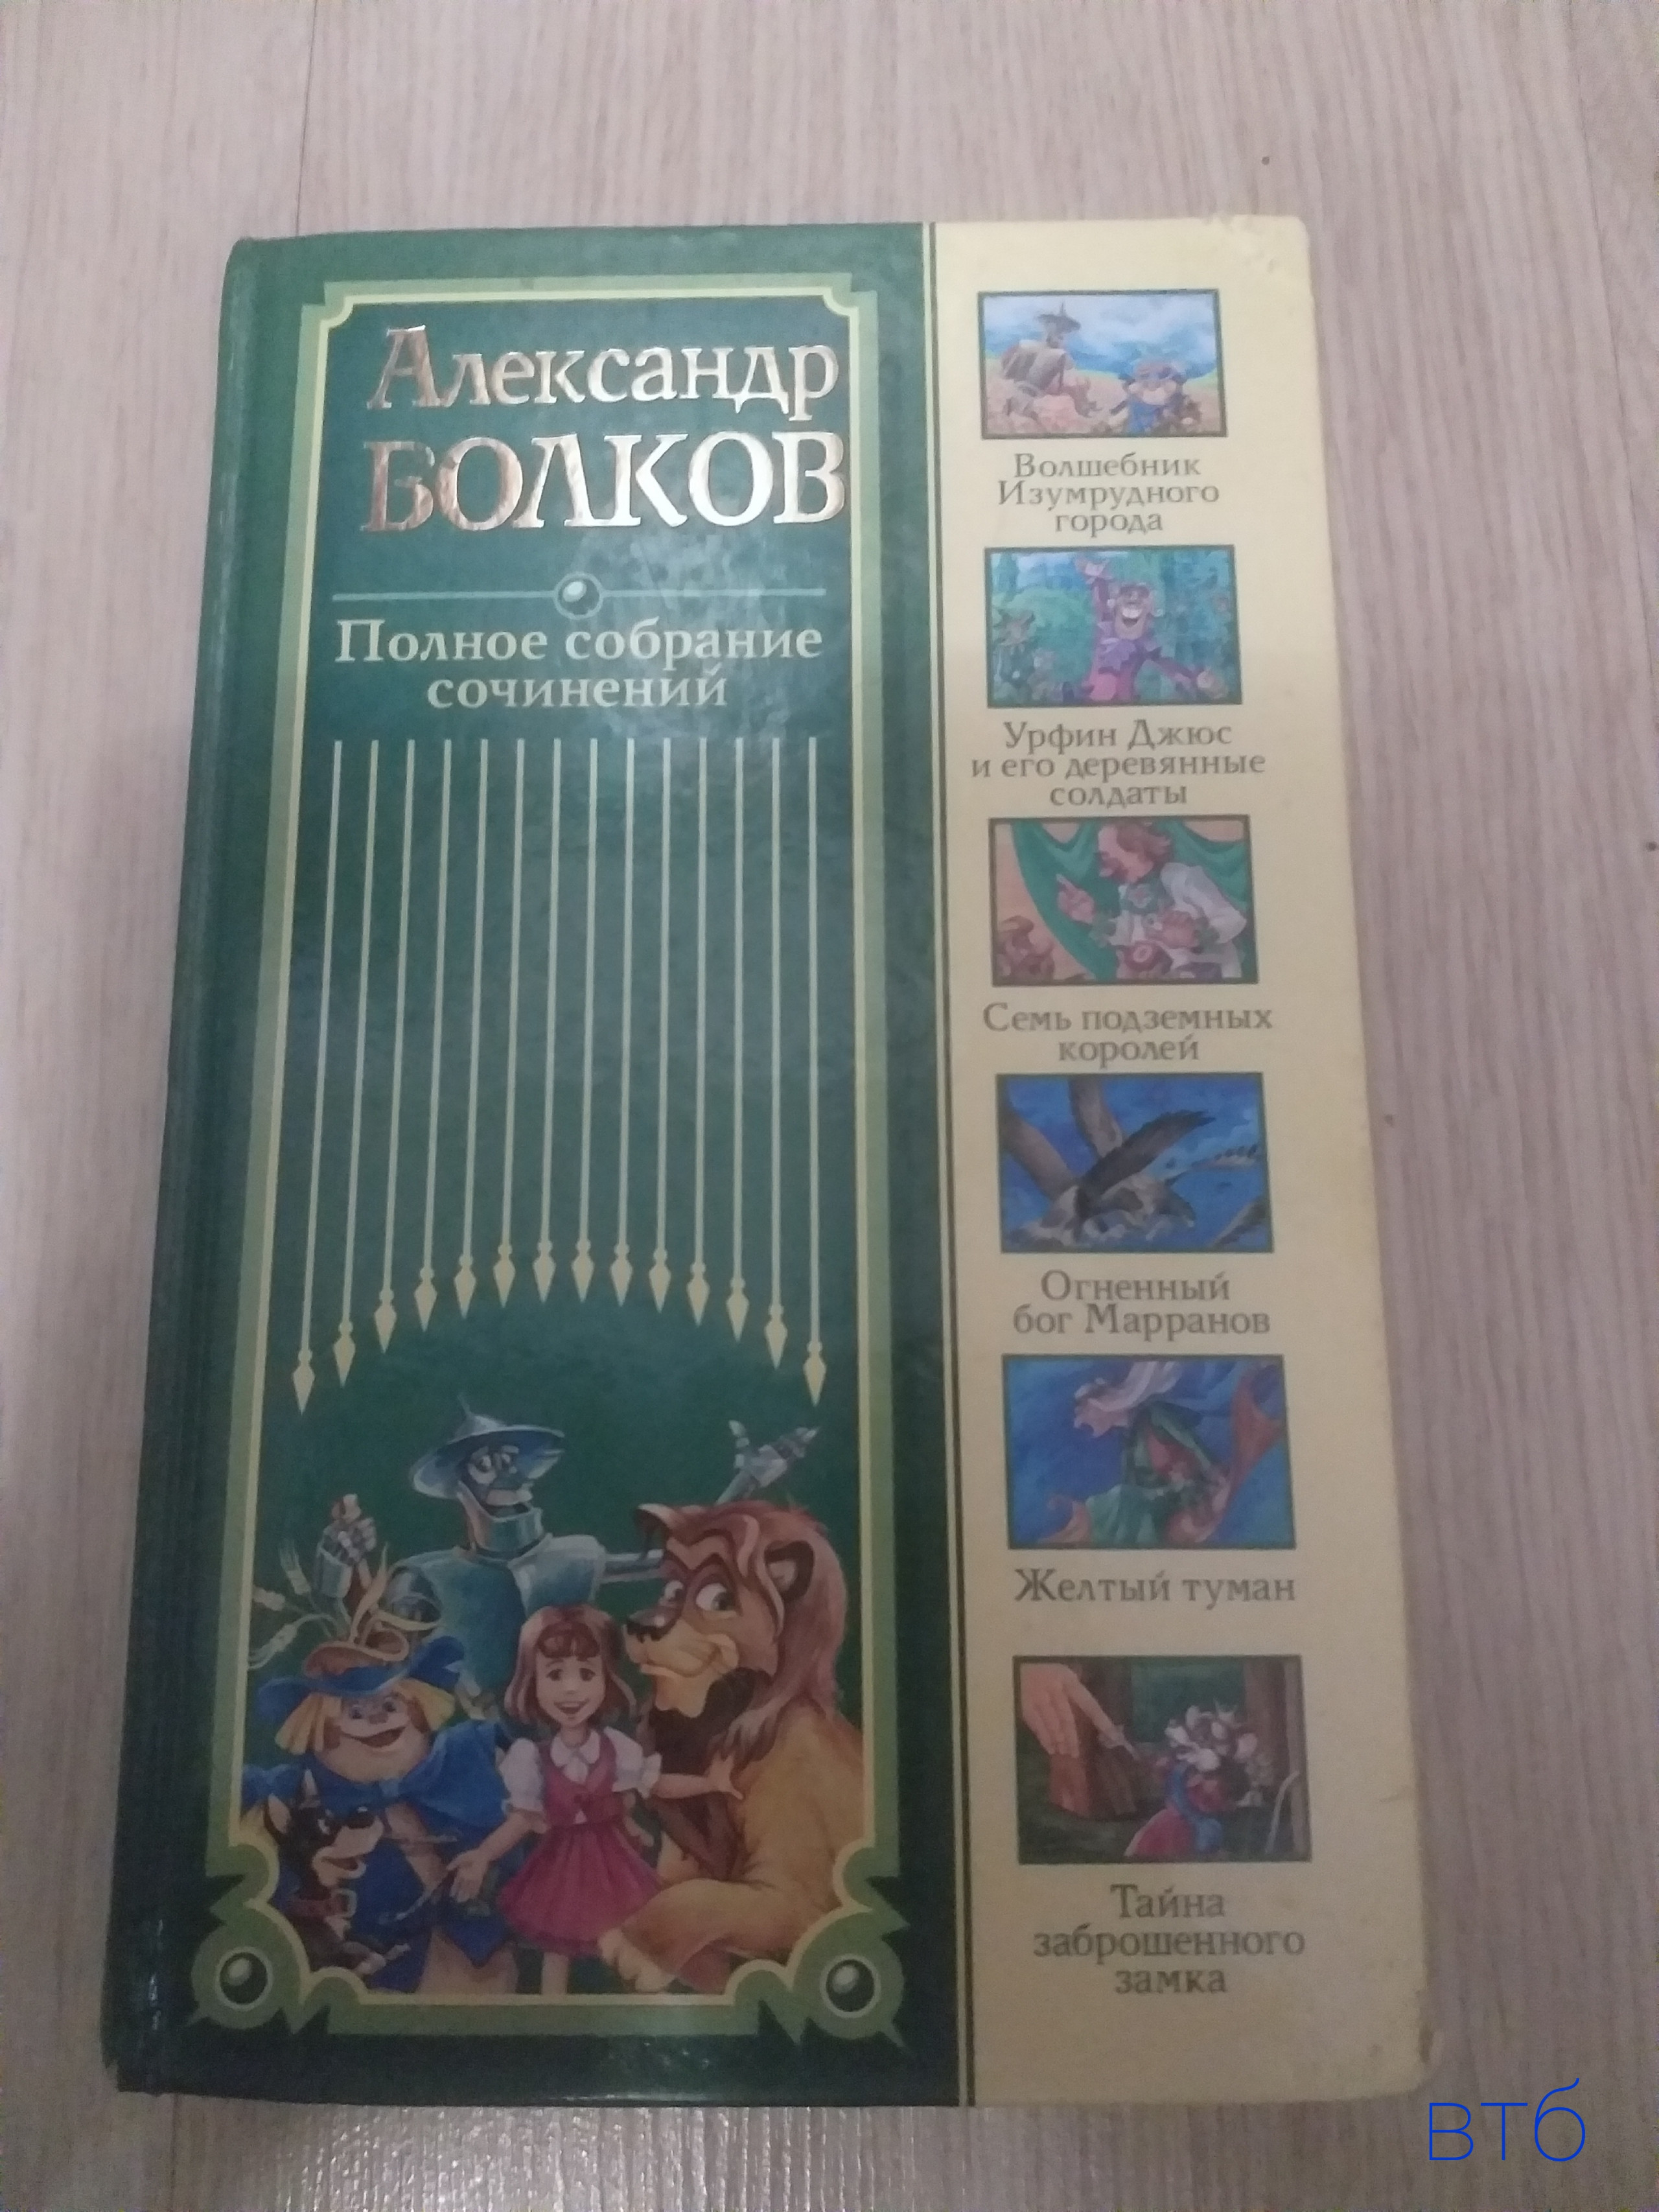 Александр
ВОЛКОВ
Полное собрание
сочинений
Волшебник
Изумрудного
города
Урфин Джюс
и его деревянные
солдаты
Семь подземных
королей
Огненный
бог Марранов
Желтый туман
Тайна
заброшенного
замка
втб